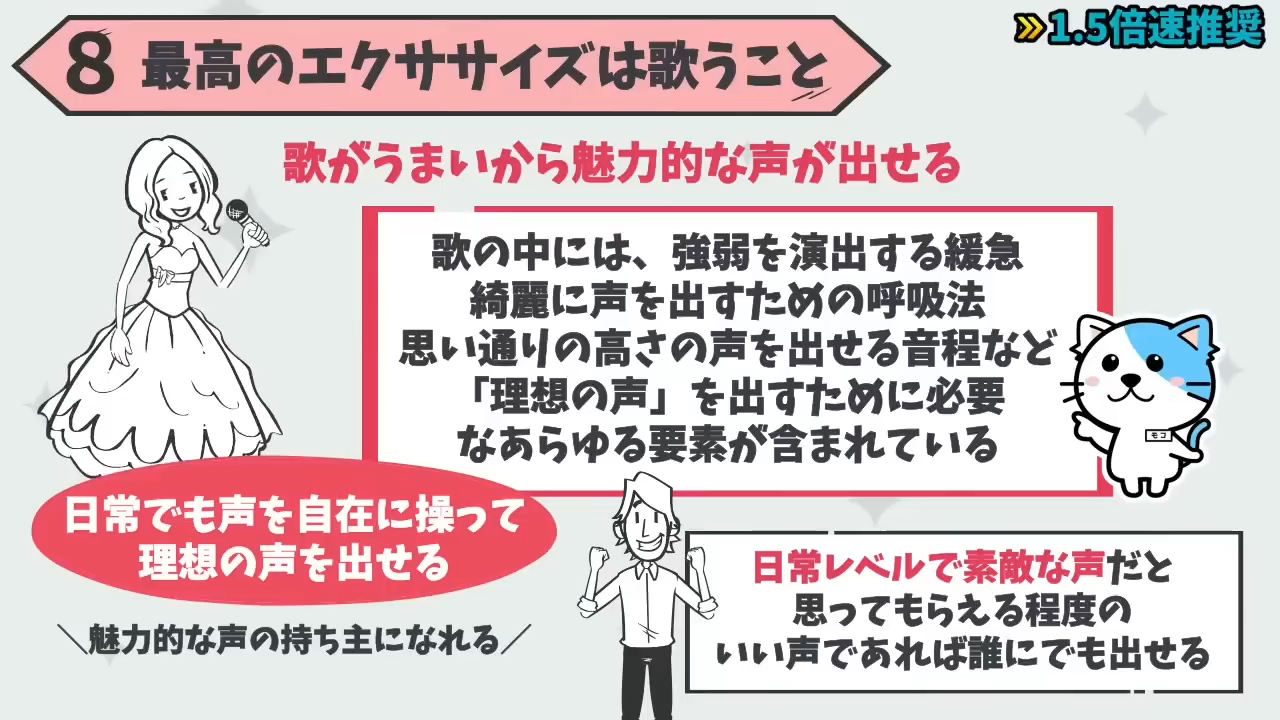 8 最高のエクササイズは歌うこと
1.5倍速推奨
歌がうまいから魅力的な声が出せる
歌の中には、強弱を演出する緩急
綺麗に声を出すための呼吸法
思い通りの高さの声を出せる音程など
「理想の声」を出すために必要
なあらゆる要素が含まれている
モコ
日常でも声を自在に操って
理想の声を出せる
＼魅力的な声の持ち主になれる／
日常レベルで素敵な声だと
思ってもらえる程度の
いい声であれば誰にでも出せる